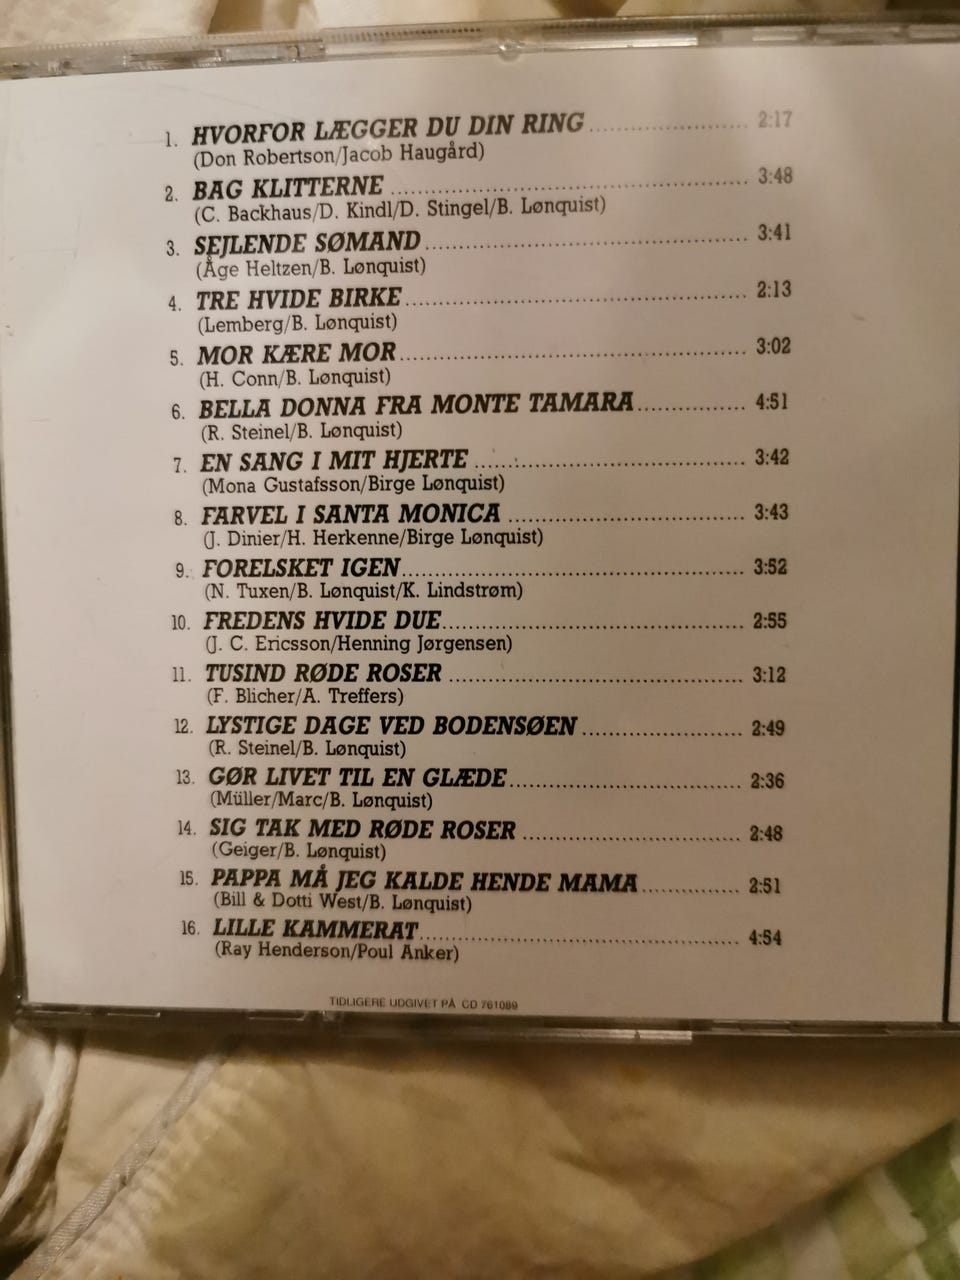 1. HVORFOR LÆGGER DU DIN RING ........................ 2:17
(Don Robertson/Jacob Haugård)
2. BAG KLITTERNE ........................ 3:48
(C. Backhaus/D. Kindl/D. Stingel/B. Lønquist)
3. SEJLENDE SØMAND ........................ 3:41
(Åge Heltzen/B. Lønquist)
4. TRE HVIDE BIRKE ........................ 2:13
(Lemberg/B. Lønquist)
5. MOR KÆRE MOR ........................ 3:02
(H. Conn/B. Lønquist)
6. BELLA DONNA FRA MONTE TAMARA ................ 4:51
(R. Steinel/B. Lønquist)
7. EN SANG I MIT HJERTE ........................ 3:42
(Mona Gustafsson/Birge Lønquist)
8. FARVEL I SANTA MONICA ........................ 3:43
(J. Dinier/H. Herkenne/Birge Lønquist)
9. FORELSKET IGEN ........................ 3:52
(N. Tuxen/B. Lønquist/K. Lindstrøm)
10. FREDENS HVIDE DUE ........................ 2:55
(J. C. Ericsson/Henning Jørgensen)
11. TUSIND RØDE ROSER ........................ 3:12
(F. Blicher/A. Treffers)
12. LYSTIGE DAGE VED BODENSØEN ........................ 2:49
(R. Steinel/B. Lønquist)
13. GØR LIVET TIL EN GLÆDE ........................ 2:36
(Müller/Marc/B. Lønquist)
14. SIG TAK MED RØDE ROSER ........................ 2:48
(Geiger/B. Lønquist)
15. PAPPA MÅ JEG KALDE HENDE MAMA ............... 2:51
(Bill & Dotti West/B. Lønquist)
16. LILLE KAMMERAT ........................ 4:54
(Ray Henderson/Poul Anker)
TIDLIGERE UDGIVET PÅ CD 761089